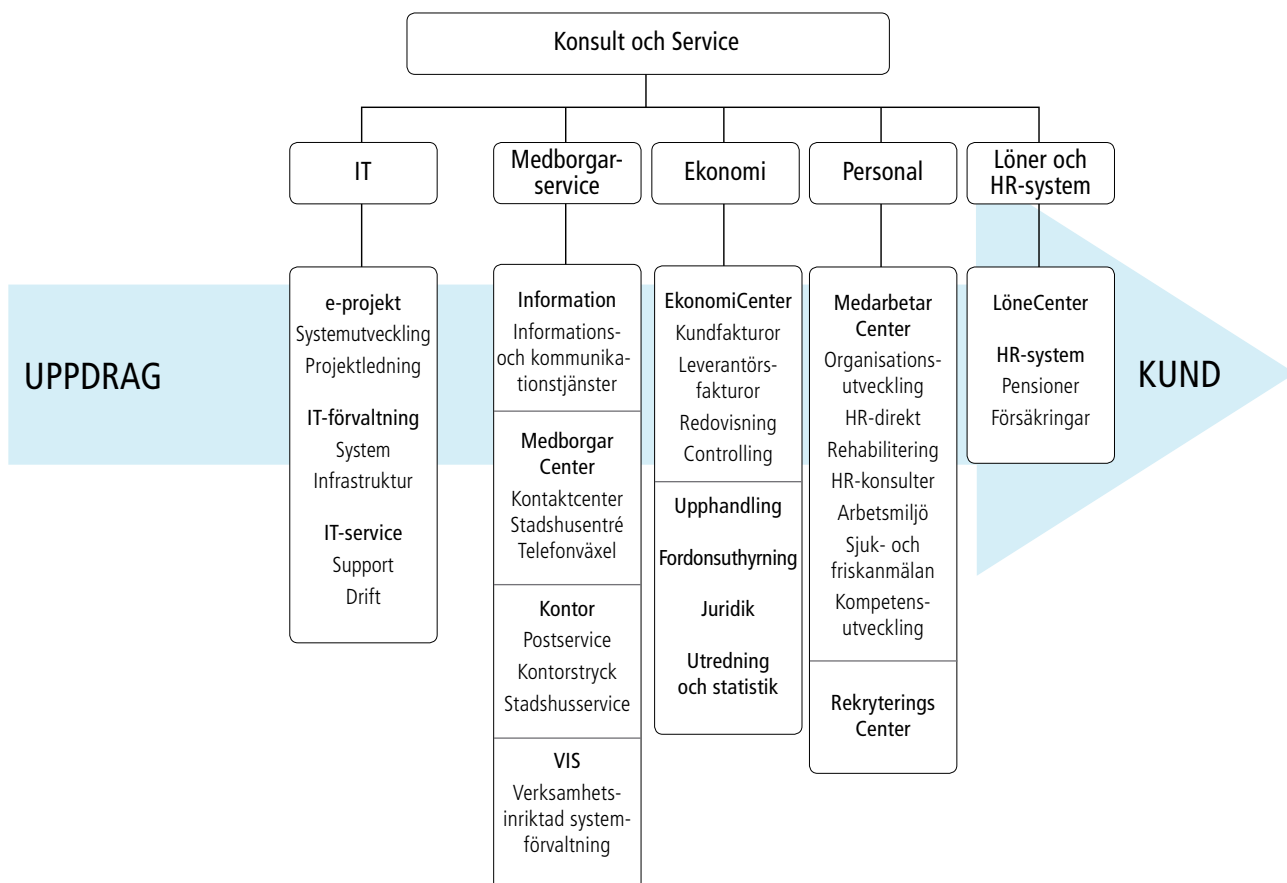 Konsult och Service
IT
Medborgar-
service
Ekonomi
Personal
Löner och
HR-system
UPPDRAG
e-projekt
Systemutveckling
Projektledning
IT-förvaltning
System
Infrastruktur
IT-service
Support
Drift
Information
Informations-
och kommunika-
tionstjänster
Medborgar
Center
Kontaktcenter
Stadshusentré
Telefonväxel
Kontor
Postservice
Kontorstryck
Stadshusservice
VIS
Verksamhets-
inriktad system-
förvaltning
EkonomiCenter
Kundfakturor
Leverantörs-
fakturor
Redovisning
Controlling
Upphandling
Fordonsuthyrning
Juridik
Utredning
och statistik
Medarbetar
Center
Organisations-
utveckling
HR-direkt
Rehabilitering
HR-konsulter
Arbetsmiljö
Sjuk- och
friskanmälan
Kompetens-
utveckling
Rekryterings
Center
LöneCenter
HR-system
Pensioner
Försäkringar
KUND